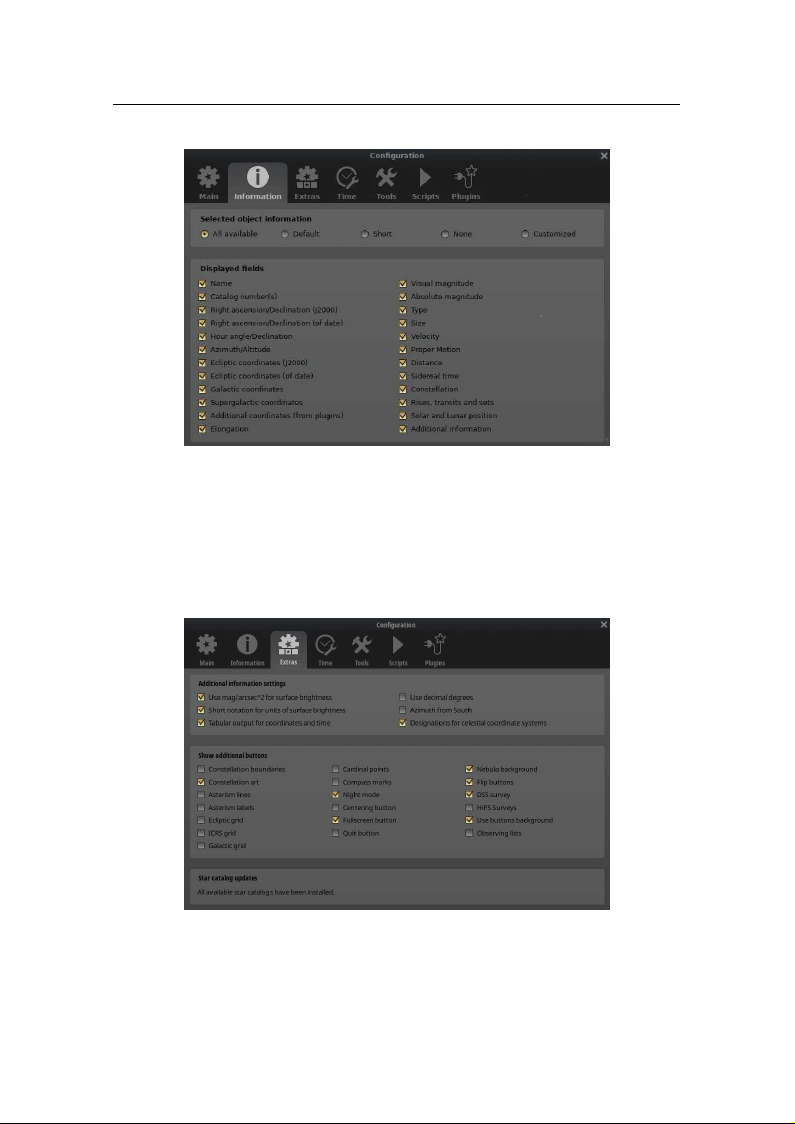 Configuration
Main Information Extras Time Tools Scripts Plugins
Selected object information
All available Default Short None Customized
Displayed fields
Name
Catalog number(s)
Right ascension/Declination (J2000)
Right ascension/Declination (of date)
Hour angle/Declination
Azimuth/Altitude
Ecliptic coordinates (J2000)
Ecliptic coordinates (of date)
Galactic coordinates
Supergalactic coordinates
Additional coordinates (from plugins)
Elongation
Visual magnitude
Absolute magnitude
Type
Size
Velocity
Proper Motion
Distance
Sidereal time
Constellation
Rises, transits and sets
Solar and Lunar position
Additional information
Configuration
Main Information Extras Time Tools Scripts Plugins
Additional information settings
Use mag/arcsec^2 for surface brightness
Short notation for units of surface brightness
Tabular output for coordinates and time
Use decimal degrees
Azimuth from South
Designations for celestial coordinate systems
Show additional buttons
Constellation boundaries
Constellation art
Asterism lines
Asterism labels
Ecliptic grid
ICRS grid
Galactic grid
Cardinal points
Compass marks
Night mode
Centering button
Fullscreen button
Quit button
Nebula background
Flip buttons
DSS survey
HiPS Surveys
Use buttons background
Observing lists
Star catalog updates
All available star catalogs have been installed.